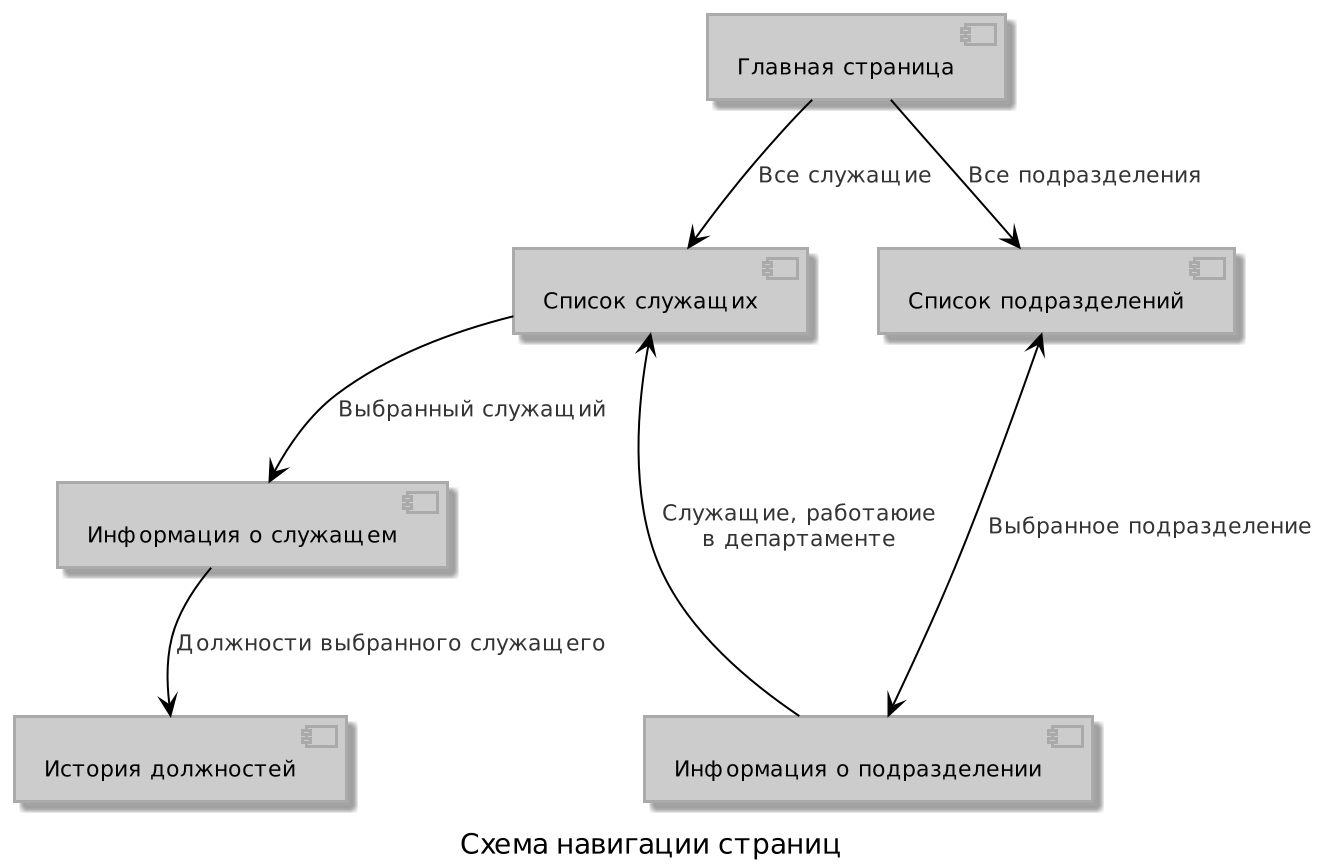 Главная страница
Все служащие
Все подразделения
Список служащих
Список подразделений
Выбранный служащий
Служащие, работаюие
в департаменте
Выбранное подразделение
Информация о служащем
Должности выбранного служащего
История должностей
Информация о подразделении
Схема навигации страниц